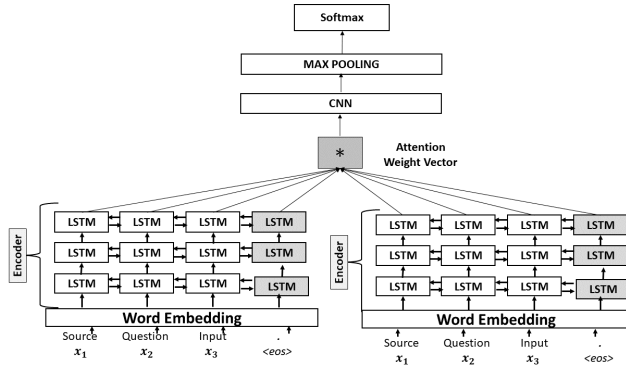 Softmax
MAX POOLING
CNN
*
Attention
Weight Vector
Encoder
LSTM LSTM LSTM LSTM
LSTM LSTM LSTM LSTM
LSTM LSTM LSTM LSTM
Word Embedding
Source Question Input .
x₁ x₂ x₃ <eos>
Encoder
LSTM LSTM LSTM LSTM
LSTM LSTM LSTM LSTM
LSTM LSTM LSTM LSTM
Word Embedding
Source Question Input .
x₁ x₂ x₃ <eos>